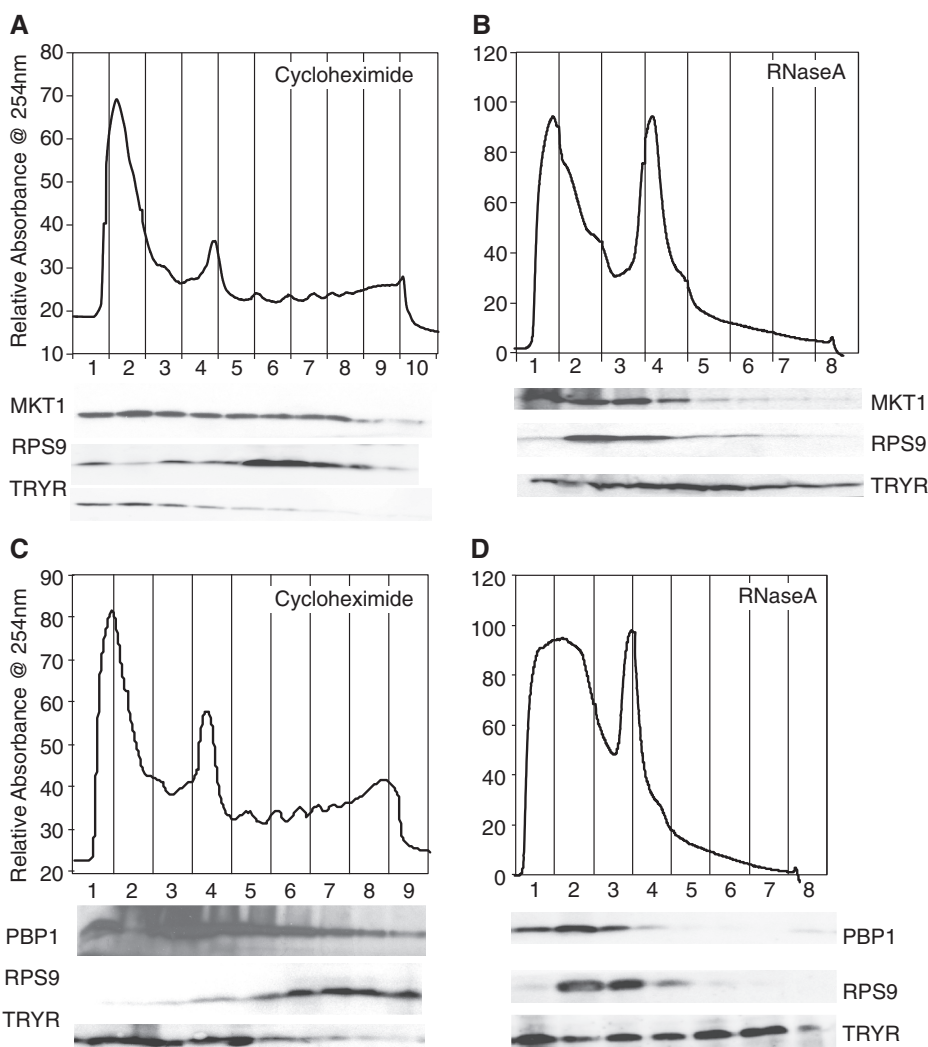 A
80
70
60
50
40
30
20
10
Relative Absorbance @ 254nm
Cycloheximide
1 2 3 4 5 6 7 8 9 10
MKT1
RPS9
TRYR
B
120
100
80
60
40
20
0
RNaseA
1 2 3 4 5 6 7 8
MKT1
RPS9
TRYR
C
90
80
70
60
50
40
30
20
Relative Absorbance @ 254nm
Cycloheximide
1 2 3 4 5 6 7 8 9
PBP1
RPS9
TRYR
D
120
100
80
60
40
20
0
RNaseA
1 2 3 4 5 6 7 8
PBP1
RPS9
TRYR